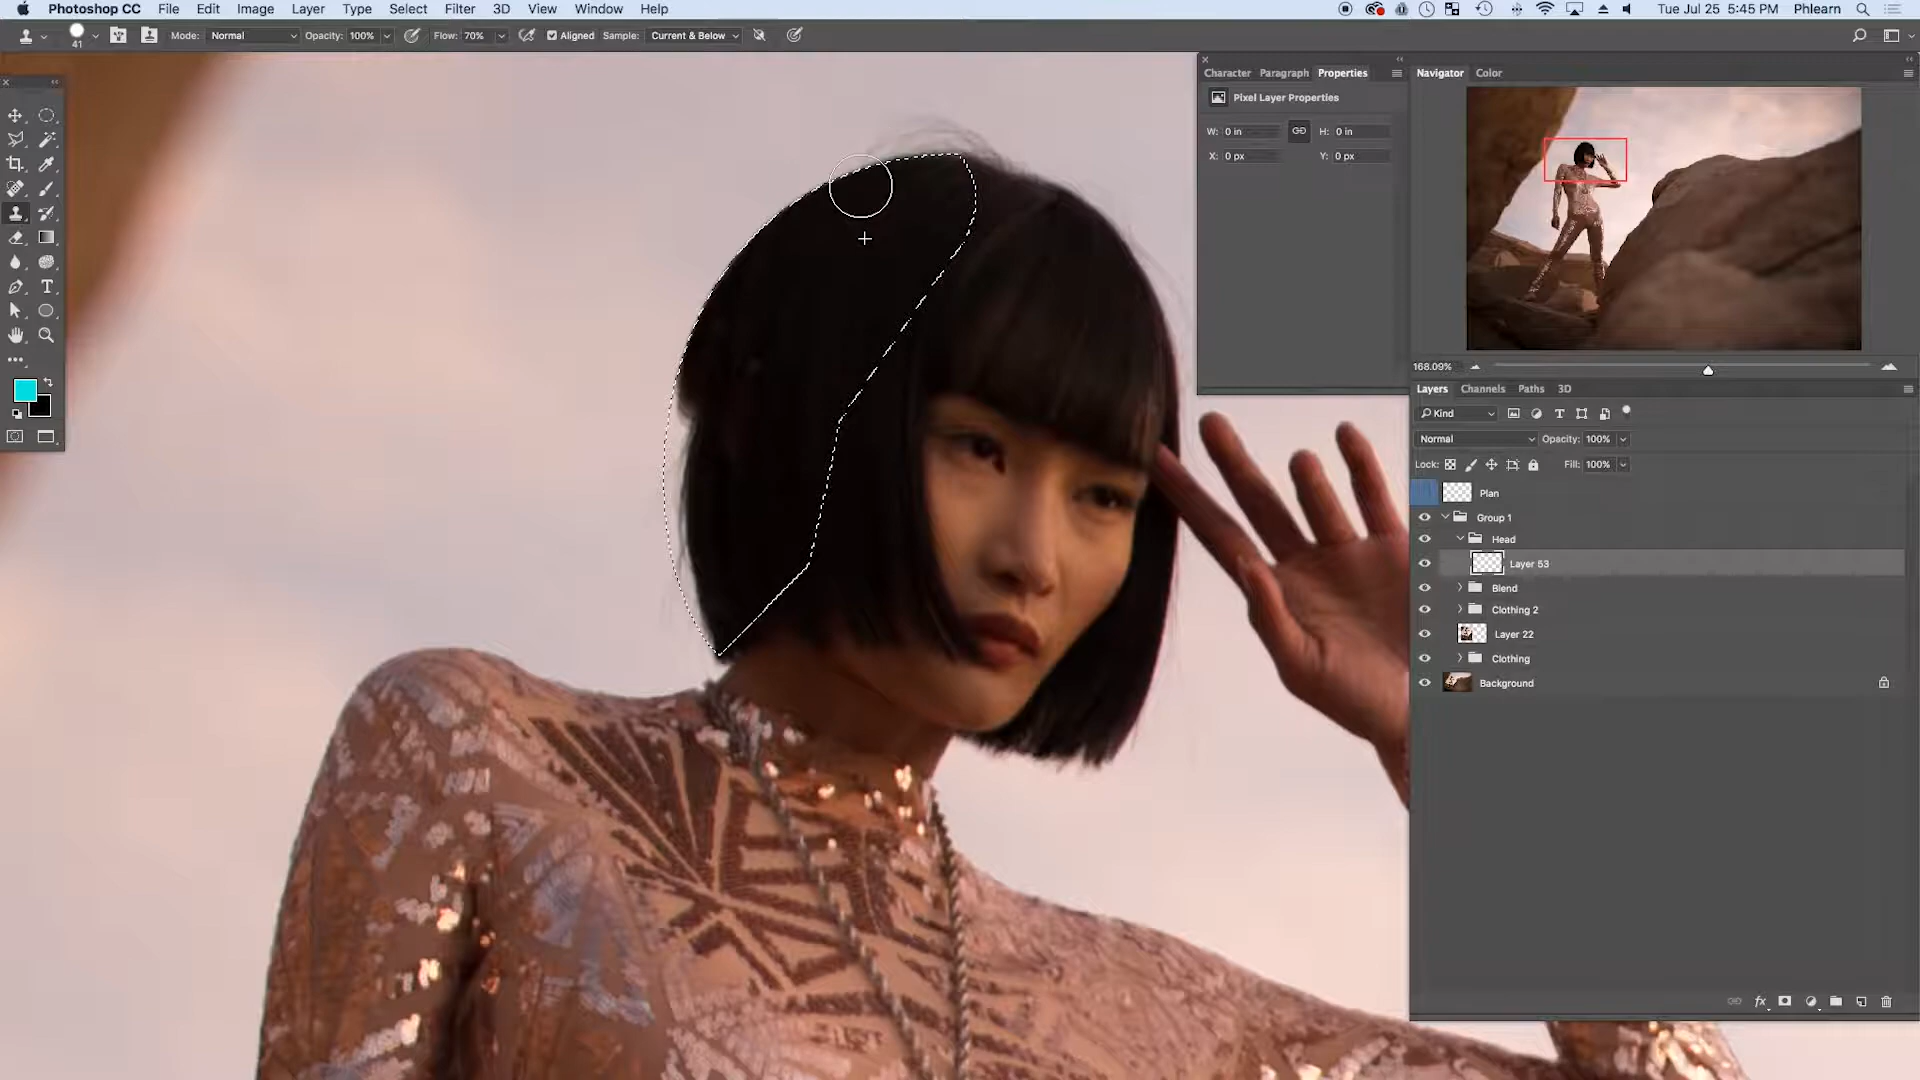 Photoshop CC File Edit Image Layer Type Select Filter 3D View Window Help Tue Jul 25 5:45 PM Phlearn
41 Mode: Normal Opacity: 100% Flow: 70% Aligned Sample: Current & Below
Character Paragraph Properties
Pixel Layer Properties
W: 0 in H: 0 in
X: 0 px Y: 0 px
Navigator Color
168.09%
Layers Channels Paths 3D
Kind
Normal Opacity: 100%
Lock: Fill: 100%
Plan
Group 1
Head
Layer 53
Blend
Clothing 2
Layer 22
Clothing
Background
fx